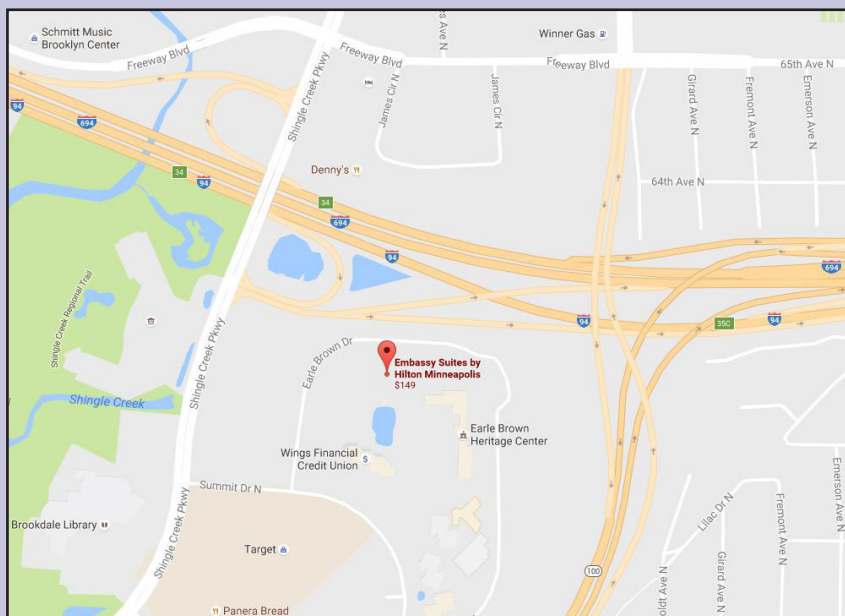 Schmitt Music
Brooklyn Center
Freeway Blvd
Shingle Creek Pkwy
Freeway Blvd
James Cir N
es Ave N
James Cir N
Winner Gas
Freeway Blvd
65th Ave N
Girard Ave N
Fremont Ave N
Emerson Ave N
64th Ave N
94
694
34
94
Denny's
34
694
94
694
94
35C
94
Shingle Creek Regional Trail
Shingle Creek Pkwy
Shingle Creek
Earle Brown Dr
Embassy Suites by
Hilton Minneapolis
$149
Earle Brown
Heritage Center
Wings Financial
Credit Union
$
Summit Dr N
Shingle Creek Pkwy
Brookdale Library
Target
Panera Bread
100
Lilac Dr N
Girard Ave N
Fremont Ave N
Emerson Ave N
oldt Ave N